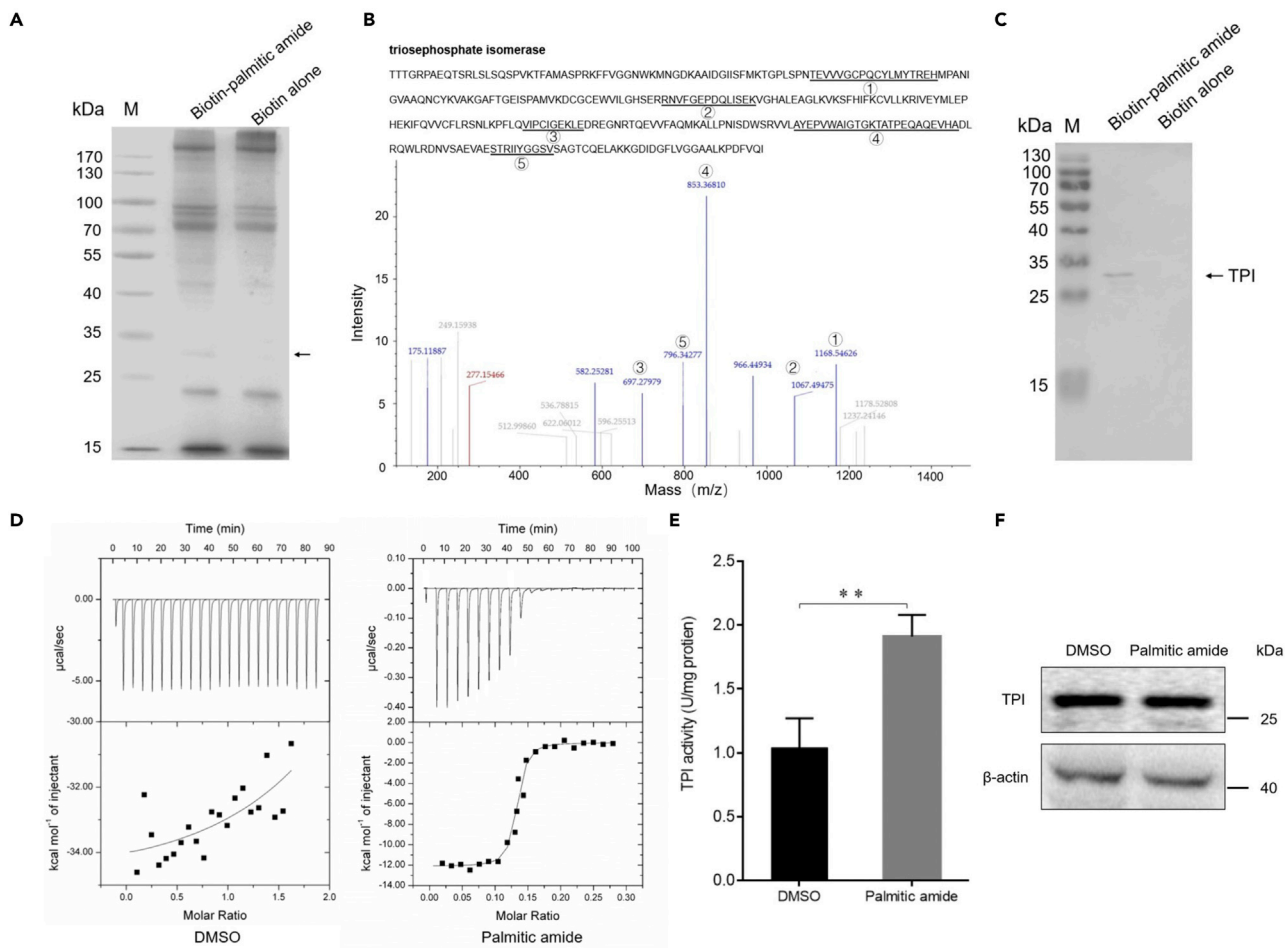 A
Biotin-palmitic amide
Biotin alone
kDa
M
170
130
100
70
55
40
35
25
15
B
triosephosphate isomerase
TTTGRPAEQTSRLSLSQSPVKTFAMASPRKFFVGGNWKMNGDKAAIDGIISFMKTGPLSPNTEVVVGCPQCYLMYTREHMPANI
①
GVAAQNCYKVAKGAFTGEISPAMVKDCGCEWVILGHSERRNVFGEPDQLISEKVGHALEAGLKVKSFHIFKCVLLKRIVEYMLEP
②
HEKIFQVVCFLRSNLKPFLQVIPCIGEKLEDREGNRTQEVVFAQMKALLPNISDWSRVVLAYEPVWAIGTGKTATPEQAQEVHADL
③ ④
RQWLRDNVSAEVAESTRIIYGGSVSAGTCQELAKKGDIDGFLVGGAALKPDFVQI
⑤
④
853.36810
Intensity
20
15
10
5
0
249.15938
175.11887
277.15466
512.99860
536.78815
582.25281
622.06012
596.25513
③
697.27979
⑤
796.34277
966.44934
②
1067.49475
①
1168.54626
1178.52808
1237.24146
200 400 600 800 1000 1200 1400
Mass (m/z)
C
Biotin-palmitic amide
Biotin alone
kDa
M
130
100
70
55
40
35
25
15
← TPI
D
Time (min)
0 10 20 30 40 50 60 70 80 90
µcal/sec
0.00
-5.00
-30.00
kcal mol⁻¹ of injectant
-32.00
-34.00
0.0 0.5 1.0 1.5 2.0
Molar Ratio
DMSO
Time (min)
0 10 20 30 40 50 60 70 80 90 100
µcal/sec
0.10
0.00
-0.10
-0.20
-0.30
-0.40
2.00
kcal mol⁻¹ of injectant
0.00
-2.00
-4.00
-6.00
-8.00
-10.00
-12.00
-14.00
0.00 0.05 0.10 0.15 0.20 0.25 0.30
Molar Ratio
Palmitic amide
E
TPI activity (U/mg protien)
2.5
2.0
1.5
1.0
0.5
0.0
**
DMSO
Palmitic amide
F
DMSO Palmitic amide kDa
TPI
25
β-actin
40